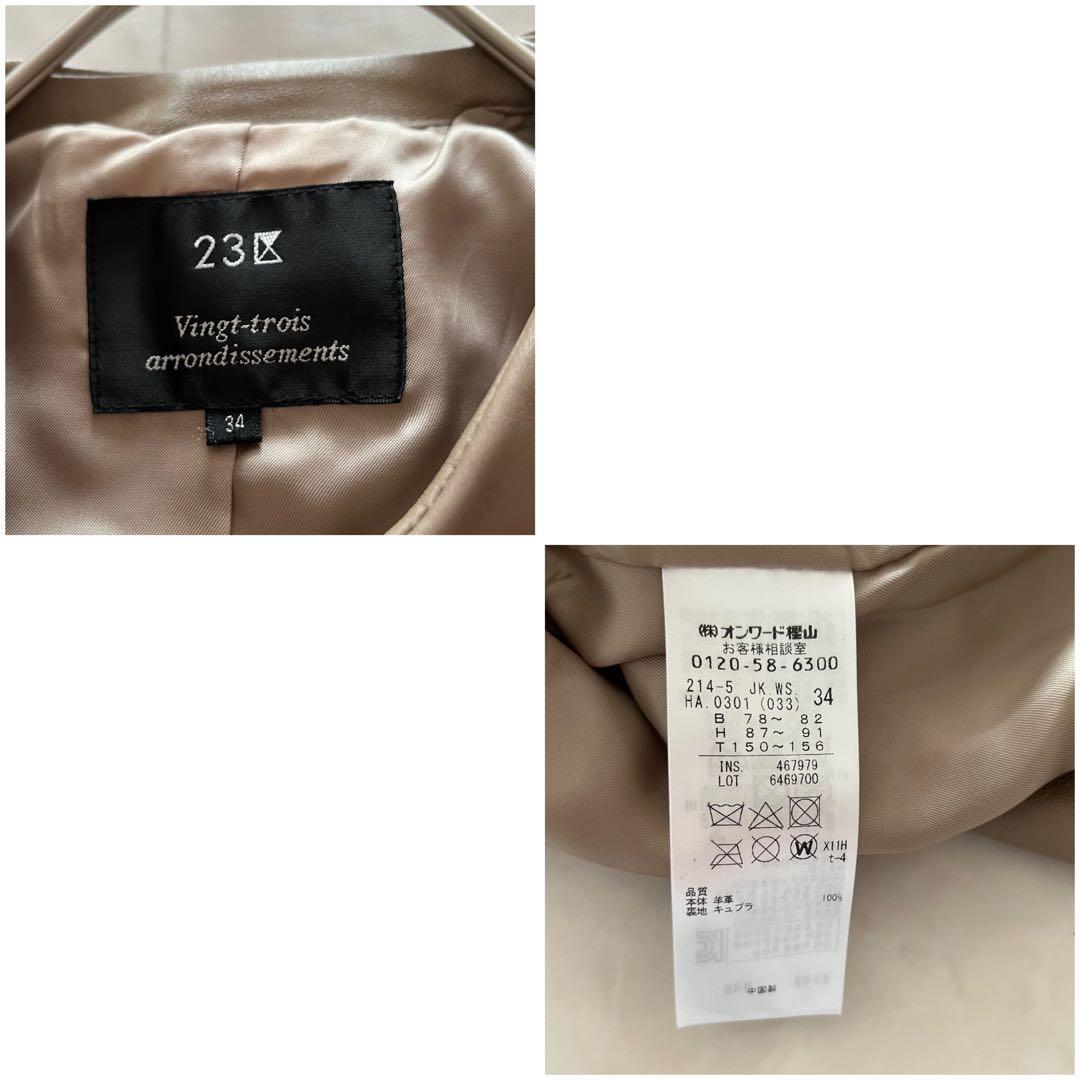 23区
Vingt-trois
arrondissements
34
㈱オンワード樫山
お客様相談室
0120-58-6300
214-5 JK.WS.
HA.0301 (033) 34
B 78～ 82
H 87～ 91
T 150～156
INS. 467979
LOT 6469700
W X11H
t-4
品質
本体 羊革
裏地 キュプラ 100%
中国製